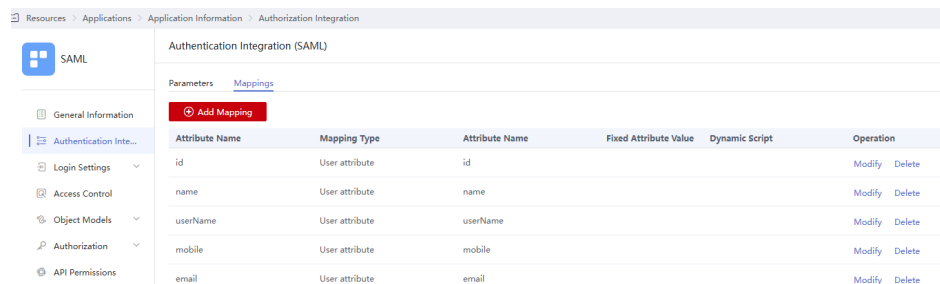 Resources > Applications > Application Information > Authorization Integration
SAML
General Information
Authentication Inte...
Login Settings
Access Control
Object Models
Authorization
API Permissions
Authentication Integration (SAML)
Parameters Mappings
Add Mapping
Attribute Name Mapping Type Attribute Name Fixed Attribute Value Dynamic Script Operation
id User attribute id Modify Delete
name User attribute name Modify Delete
userName User attribute userName Modify Delete
mobile User attribute mobile Modify Delete
email User attribute email Modify Delete